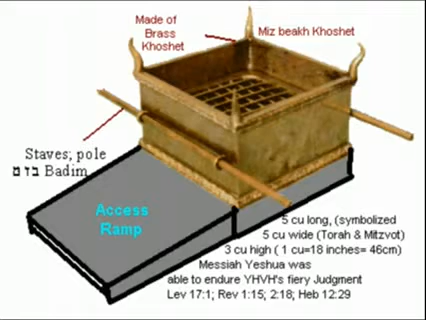 Made of
Brass
Khoshet
Miz beakh Khoshet
Staves; pole
Badim
Access
Ramp
5 cu long, (symbolized
5 cu wide (Torah & Mitzvot)
3 cu high ( 1 cu=18 inches= 46cm)
Messiah Yeshua was
able to endure YHVH's fiery Judgment
Lev 17:1; Rev 1:15; 2:18; Heb 12:29